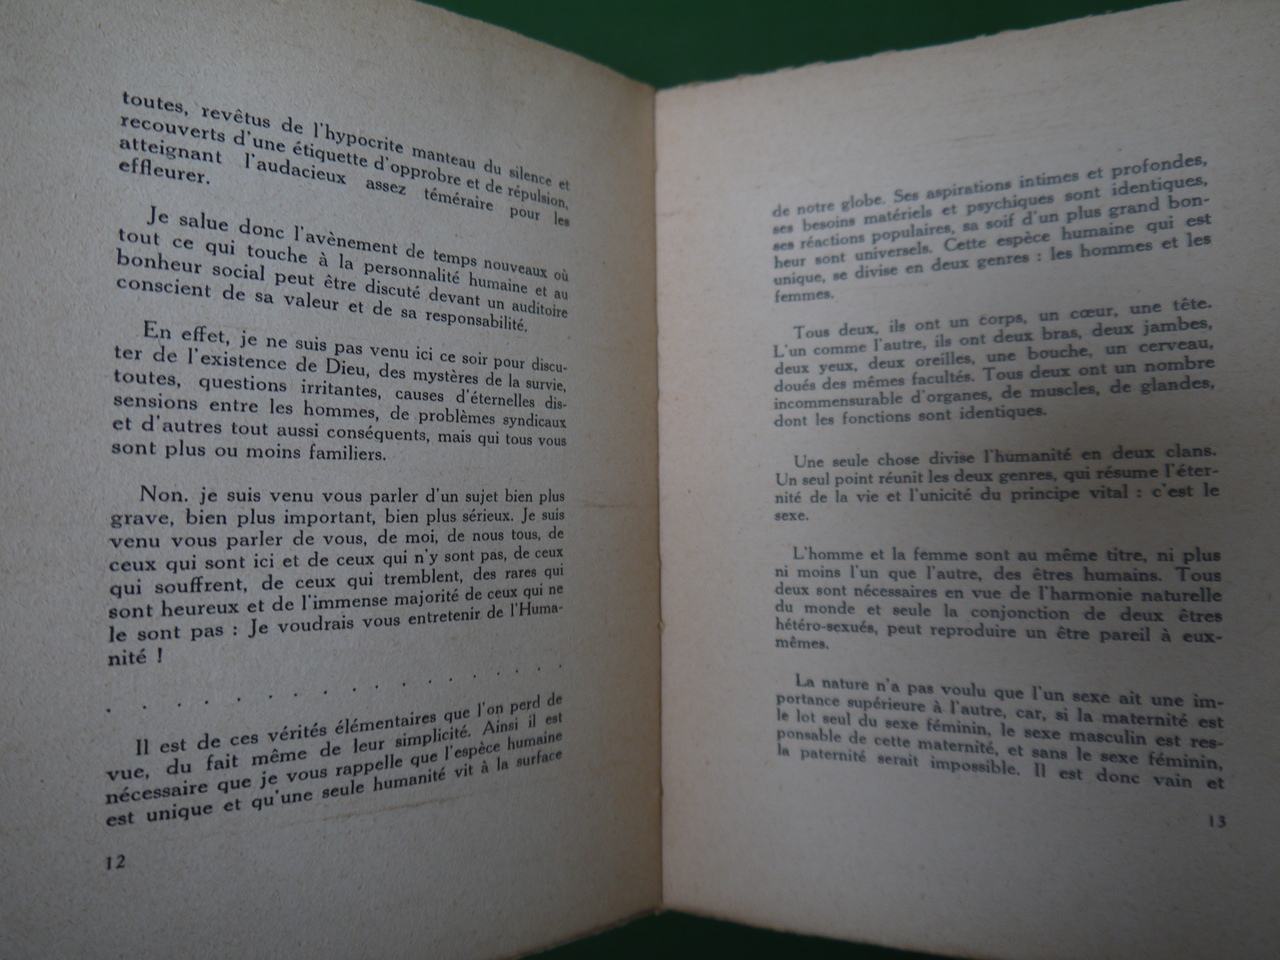 toutes, revêtus de l'hypocrite manteau du silence et
recouverts d'une étiquette d'opprobre et de répulsion,
atteignant l'audacieux assez téméraire pour les
effleurer.
Je salue donc l'avènement de temps nouveaux où
tout ce qui touche à la personnalité humaine et au
bonheur social peut être discuté devant un auditoire
conscient de sa valeur et de sa responsabilité.
En effet, je ne suis pas venu ici ce soir pour discu-
ter de l'existence de Dieu, des mystères de la survie,
toutes, questions irritantes, causes d'éternelles dis-
sensions entre les hommes, de problèmes syndicaux
et d'autres tout aussi conséquents, mais qui tous vous
sont plus ou moins familiers.
Non. je suis venu vous parler d'un sujet bien plus
grave, bien plus important, bien plus sérieux. Je suis
venu vous parler de vous, de moi, de nous tous, de
ceux qui sont ici et de ceux qui n'y sont pas, de ceux
qui souffrent, de ceux qui tremblent, des rares qui
sont heureux et de l'immense majorité de ceux qui ne
le sont pas : Je voudrais vous entretenir de l'Huma-
nité !
. . . . . . . . . . . . . . .
Il est de ces vérités élémentaires que l'on perd de
vue, du fait même de leur simplicité. Ainsi il est
nécessaire que je vous rappelle que l'espèce humaine
est unique et qu'une seule humanité vit à la surface
12
de notre globe. Ses aspirations intimes et profondes,
ses besoins matériels et psychiques sont identiques,
ses réactions populaires, sa soif d'un plus grand bon-
heur sont universels. Cette espèce humaine qui est
unique, se divise en deux genres : les hommes et les
femmes.
Tous deux, ils ont un corps, un cœur, une tête.
L'un comme l'autre, ils ont deux bras, deux jambes,
deux yeux, deux oreilles, une bouche, un cerveau,
doués des mêmes facultés. Tous deux ont un nombre
incommensurable d'organes, de muscles, de glandes,
dont les fonctions sont identiques.
Une seule chose divise l'humanité en deux clans.
Un seul point réunit les deux genres, qui résume l'éter-
nité de la vie et l'unicité du principe vital : c'est le
sexe.
L'homme et la femme sont au même titre, ni plus
ni moins l'un que l'autre, des êtres humains. Tous
deux sont nécessaires en vue de l'harmonie naturelle
du monde et seule la conjonction de deux êtres
hétéro-sexués, peut reproduire un être pareil à eux-
mêmes.
La nature n'a pas voulu que l'un sexe ait une im-
portance supérieure à l'autre, car, si la maternité est
le lot seul du sexe féminin, le sexe masculin est res-
ponsable de cette maternité, et sans le sexe féminin,
la paternité serait impossible. Il est donc vain et
13